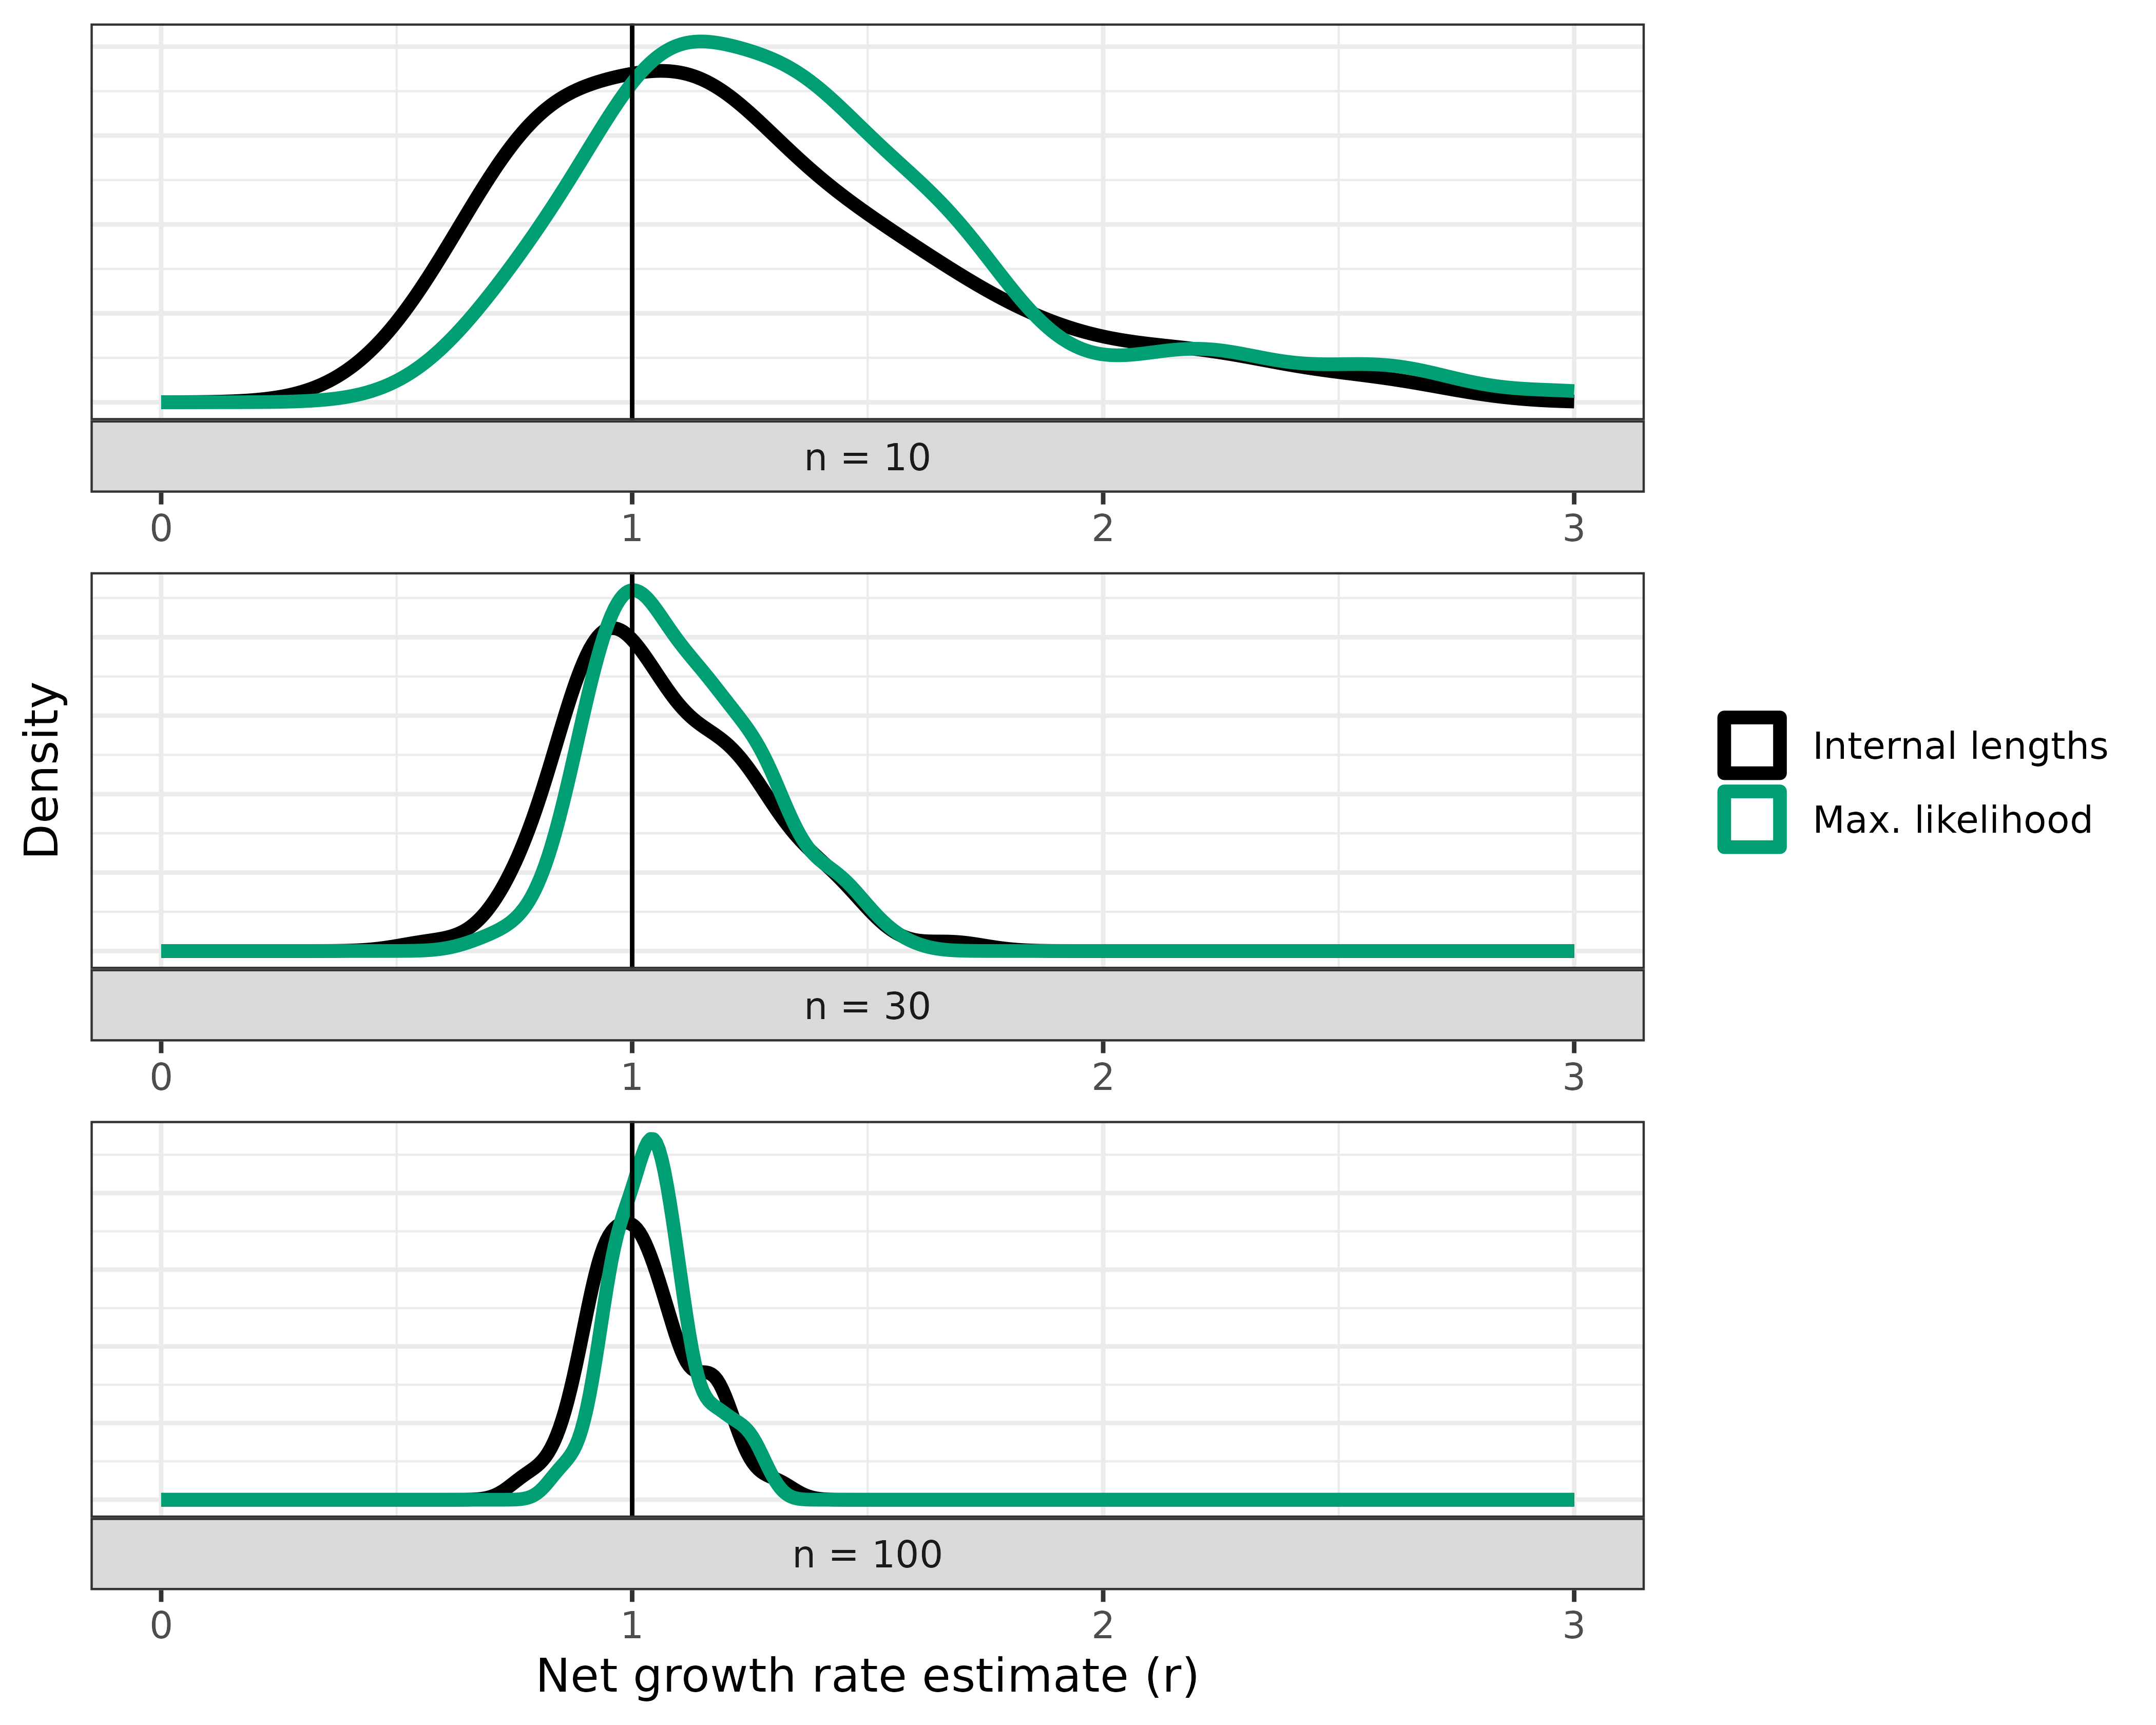 n = 10
0 1 2 3
n = 30
0 1 2 3
n = 100
0 1 2 3
Net growth rate estimate (r)
Density
Internal lengths
Max. likelihood